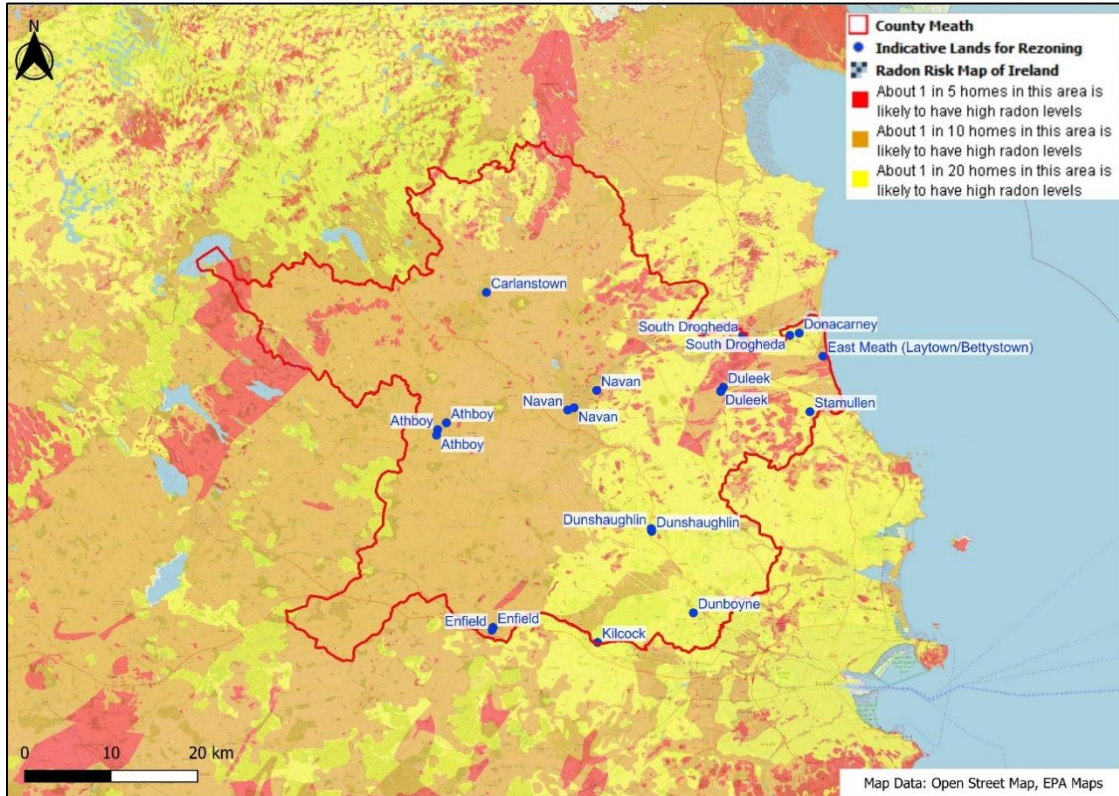 N
County Meath
Indicative Lands for Rezoning
Radon Risk Map of Ireland
About 1 in 5 homes in this area is
likely to have high radon levels
About 1 in 10 homes in this area is
likely to have high radon levels
About 1 in 20 homes in this area is
likely to have high radon levels
Carlanstown
South Drogheda
Donacarney
South Drogheda
East Meath (Laytown/Bettystown)
Navan
Duleek
Duleek
Navan
Navan
Stamullen
Athboy
Athboy
Athboy
Dunshaughlin
Dunshaughlin
Dunboyne
Enfield
Enfield
Kilcock
0 10 20 km
Map Data: Open Street Map, EPA Maps